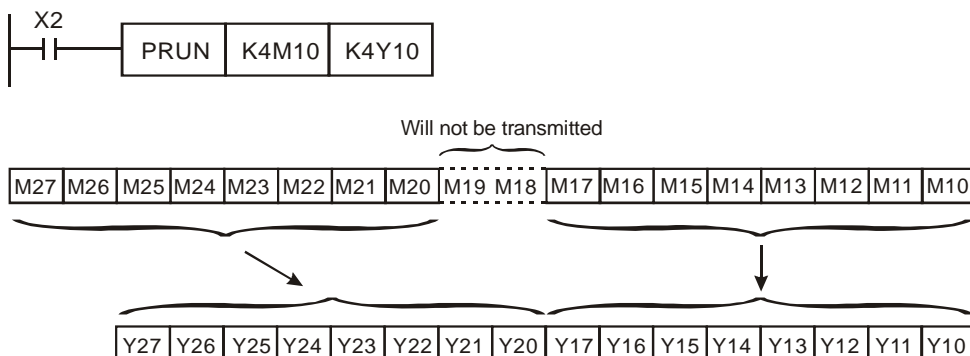 X2
PRUN K4M10 K4Y10
Will not be transmitted
M27 M26 M25 M24 M23 M22 M21 M20 M19 M18 M17 M16 M15 M14 M13 M12 M11 M10
Y27 Y26 Y25 Y24 Y23 Y22 Y21 Y20 Y17 Y16 Y15 Y14 Y13 Y12 Y11 Y10